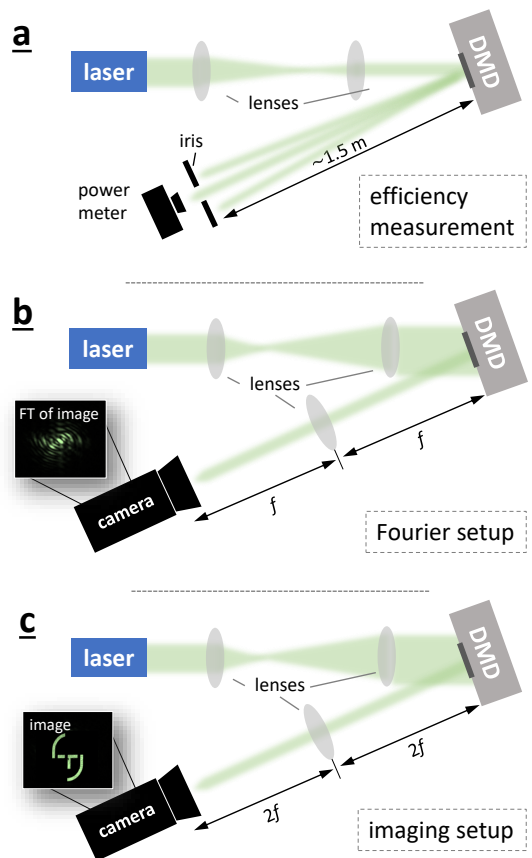 a
laser
DMD
lenses
iris
~1.5 m
power
meter
efficiency
measurement
b
laser
DMD
lenses
FT of image
camera
f
f
Fourier setup
c
laser
DMD
lenses
image
camera
2f
2f
imaging setup